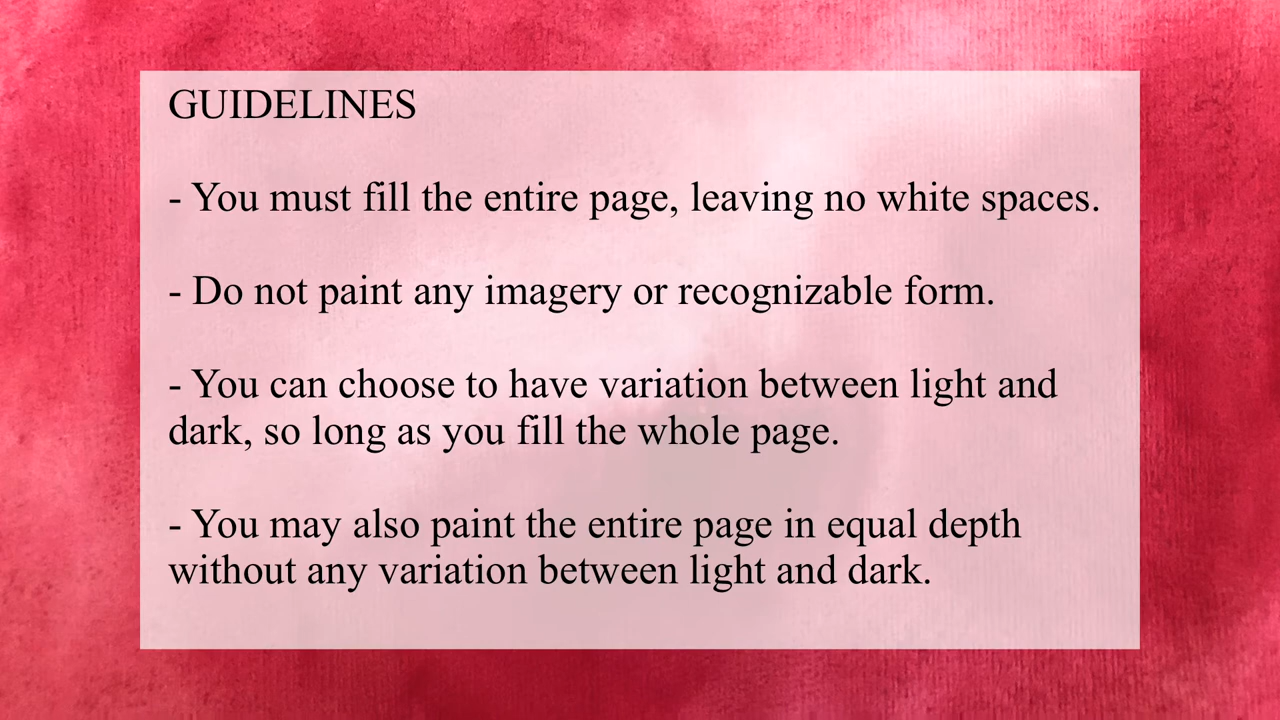 GUIDELINES
- You must fill the entire page, leaving no white spaces.
- Do not paint any imagery or recognizable form.
- You can choose to have variation between light and
dark, so long as you fill the whole page.
- You may also paint the entire page in equal depth
without any variation between light and dark.